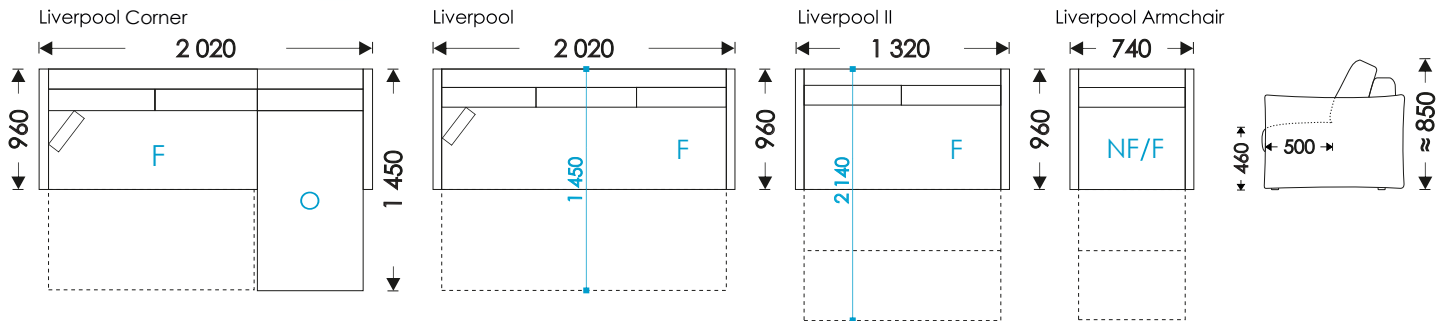 Liverpool Corner
2 020
960
F
O
1 450
Liverpool
2 020
F
1 450
960
Liverpool II
1 320
F
2 140
960
Liverpool Armchair
740
NF/F
460
500
≈ 850